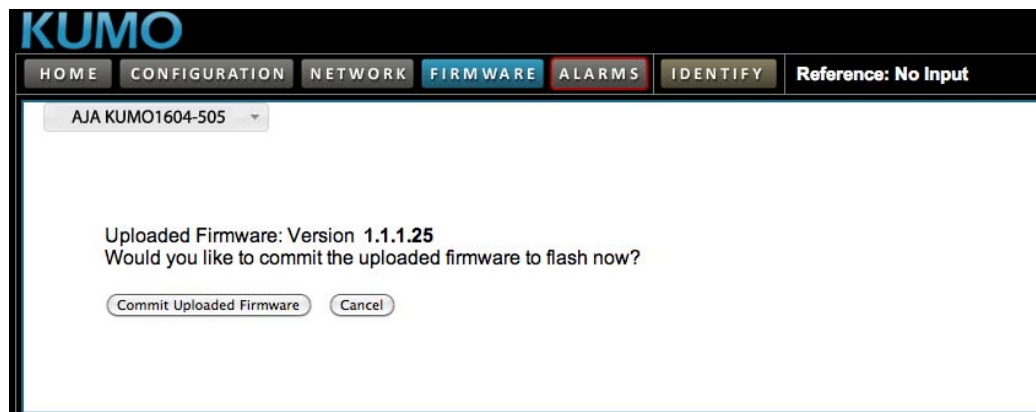 KUMO
HOME CONFIGURATION NETWORK FIRMWARE ALARMS IDENTIFY Reference: No Input
AJA KUMO1604-505
Uploaded Firmware: Version 1.1.1.25
Would you like to commit the uploaded firmware to flash now?
Commit Uploaded Firmware Cancel